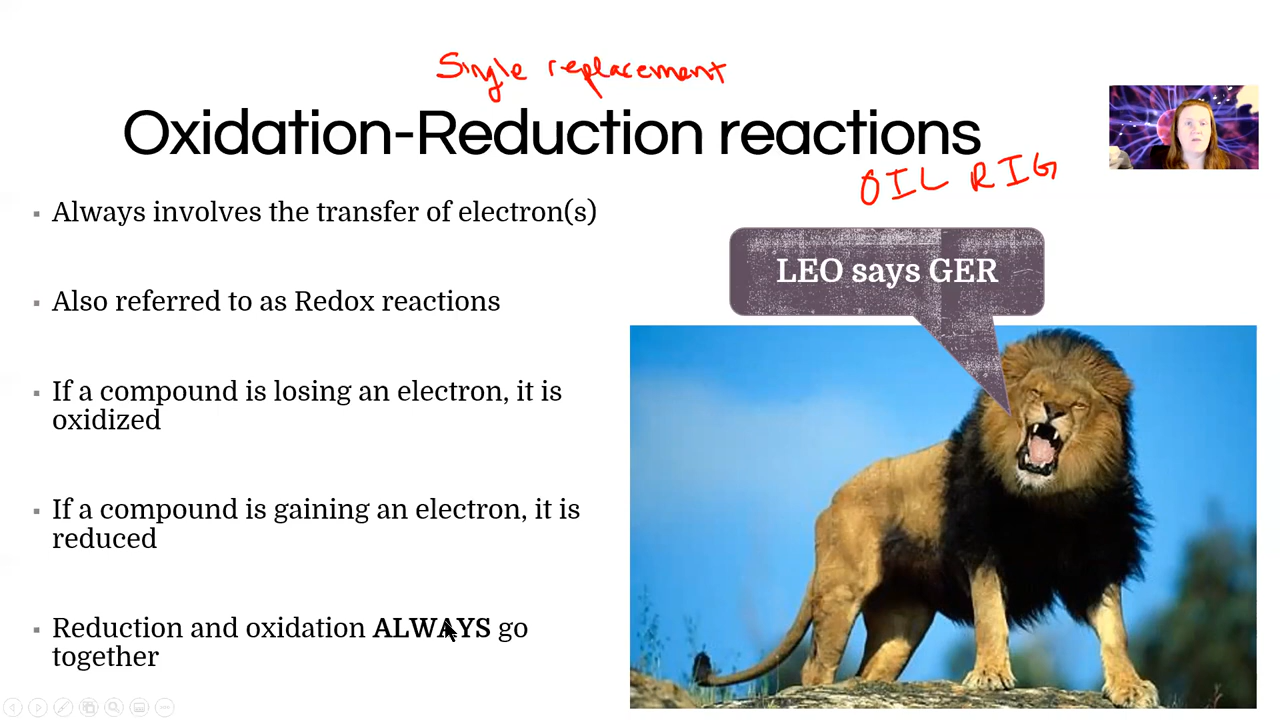 Single replacement
Oxidation-Reduction reactions
OIL RIG
▪ Always involves the transfer of electron(s)
▪ Also referred to as Redox reactions
▪ If a compound is losing an electron, it is
oxidized
▪ If a compound is gaining an electron, it is
reduced
▪ Reduction and oxidation ALWAYS go
together
LEO says GER